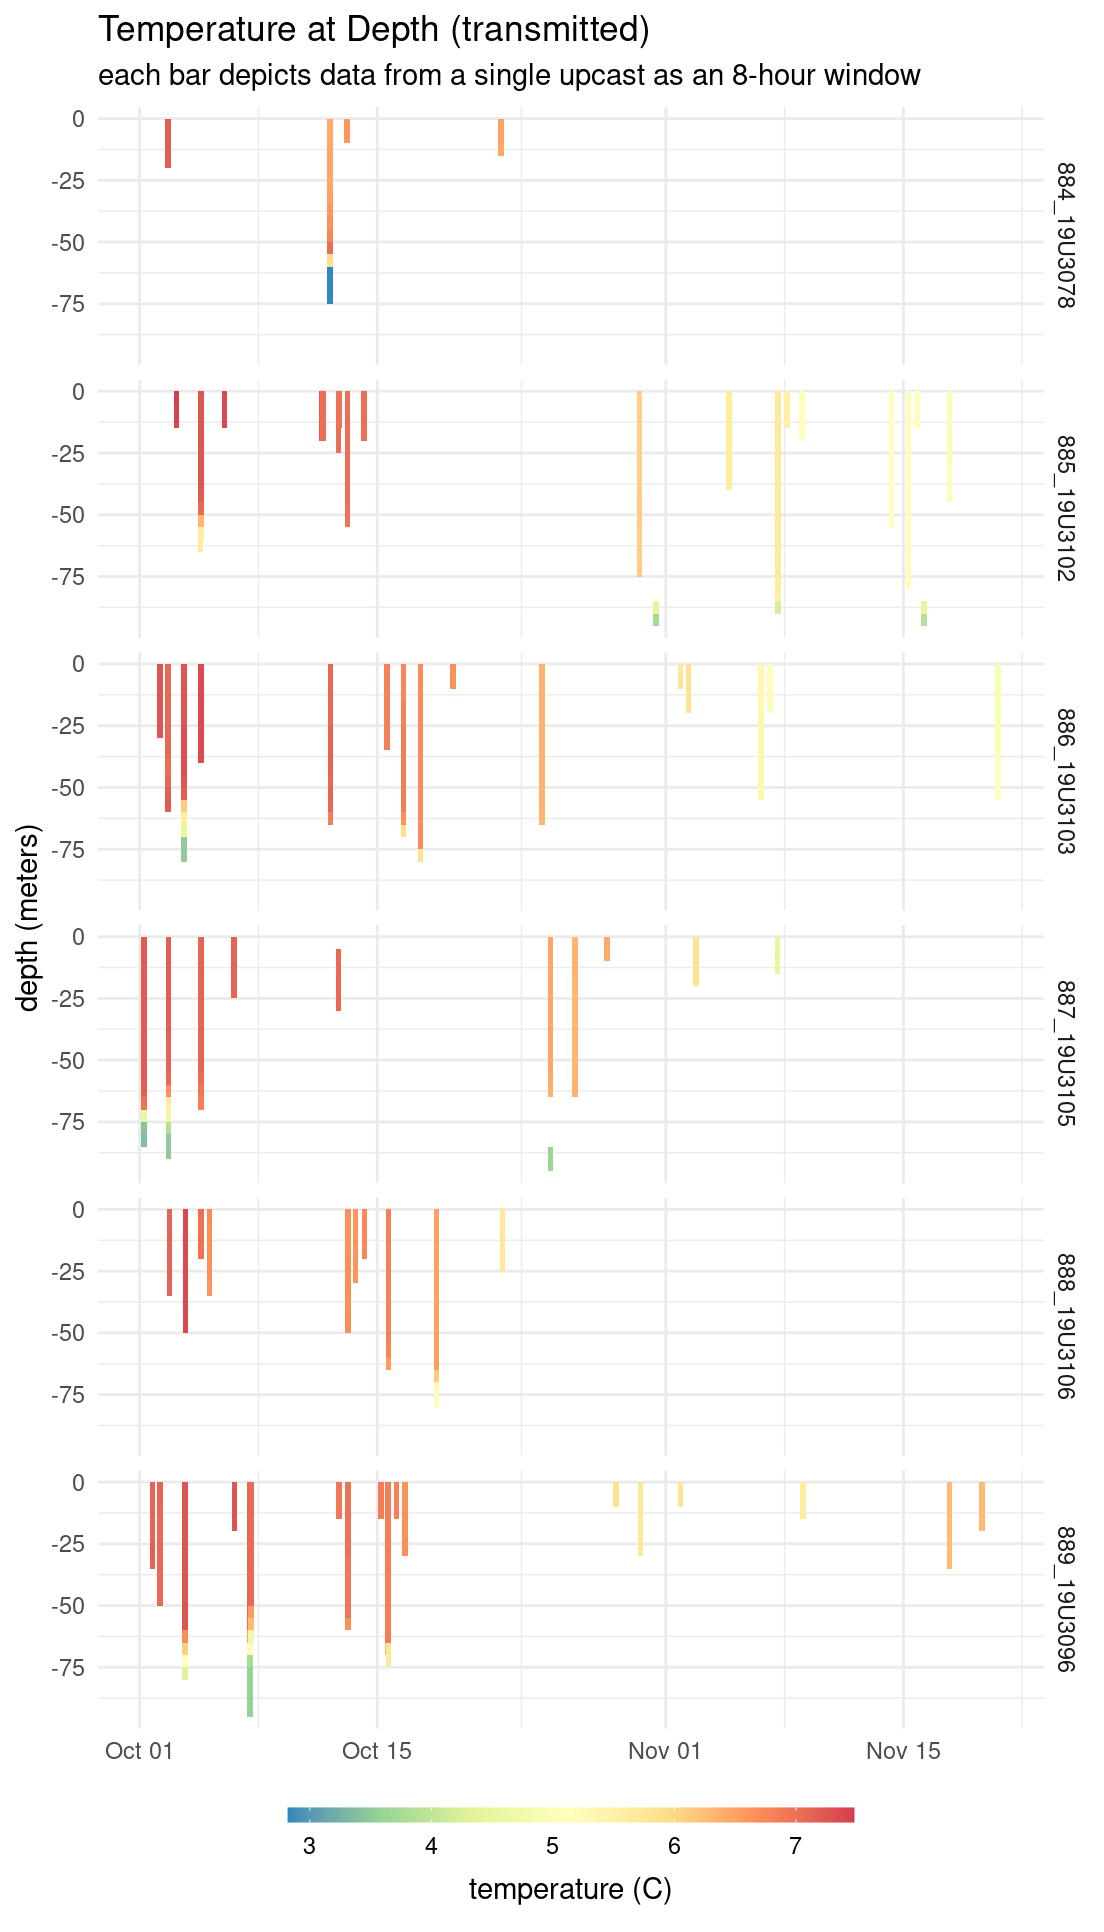 Temperature at Depth (transmitted)
each bar depicts data from a single upcast as an 8-hour window
depth (meters)
0
-25
-50
-75
884_19U3078
0
-25
-50
-75
885_19U3102
0
-25
-50
-75
886_19U3103
0
-25
-50
-75
887_19U3105
0
-25
-50
-75
888_19U3106
0
-25
-50
-75
889_19U3096
Oct 01 Oct 15 Nov 01 Nov 15
3 4 5 6 7
temperature (C)